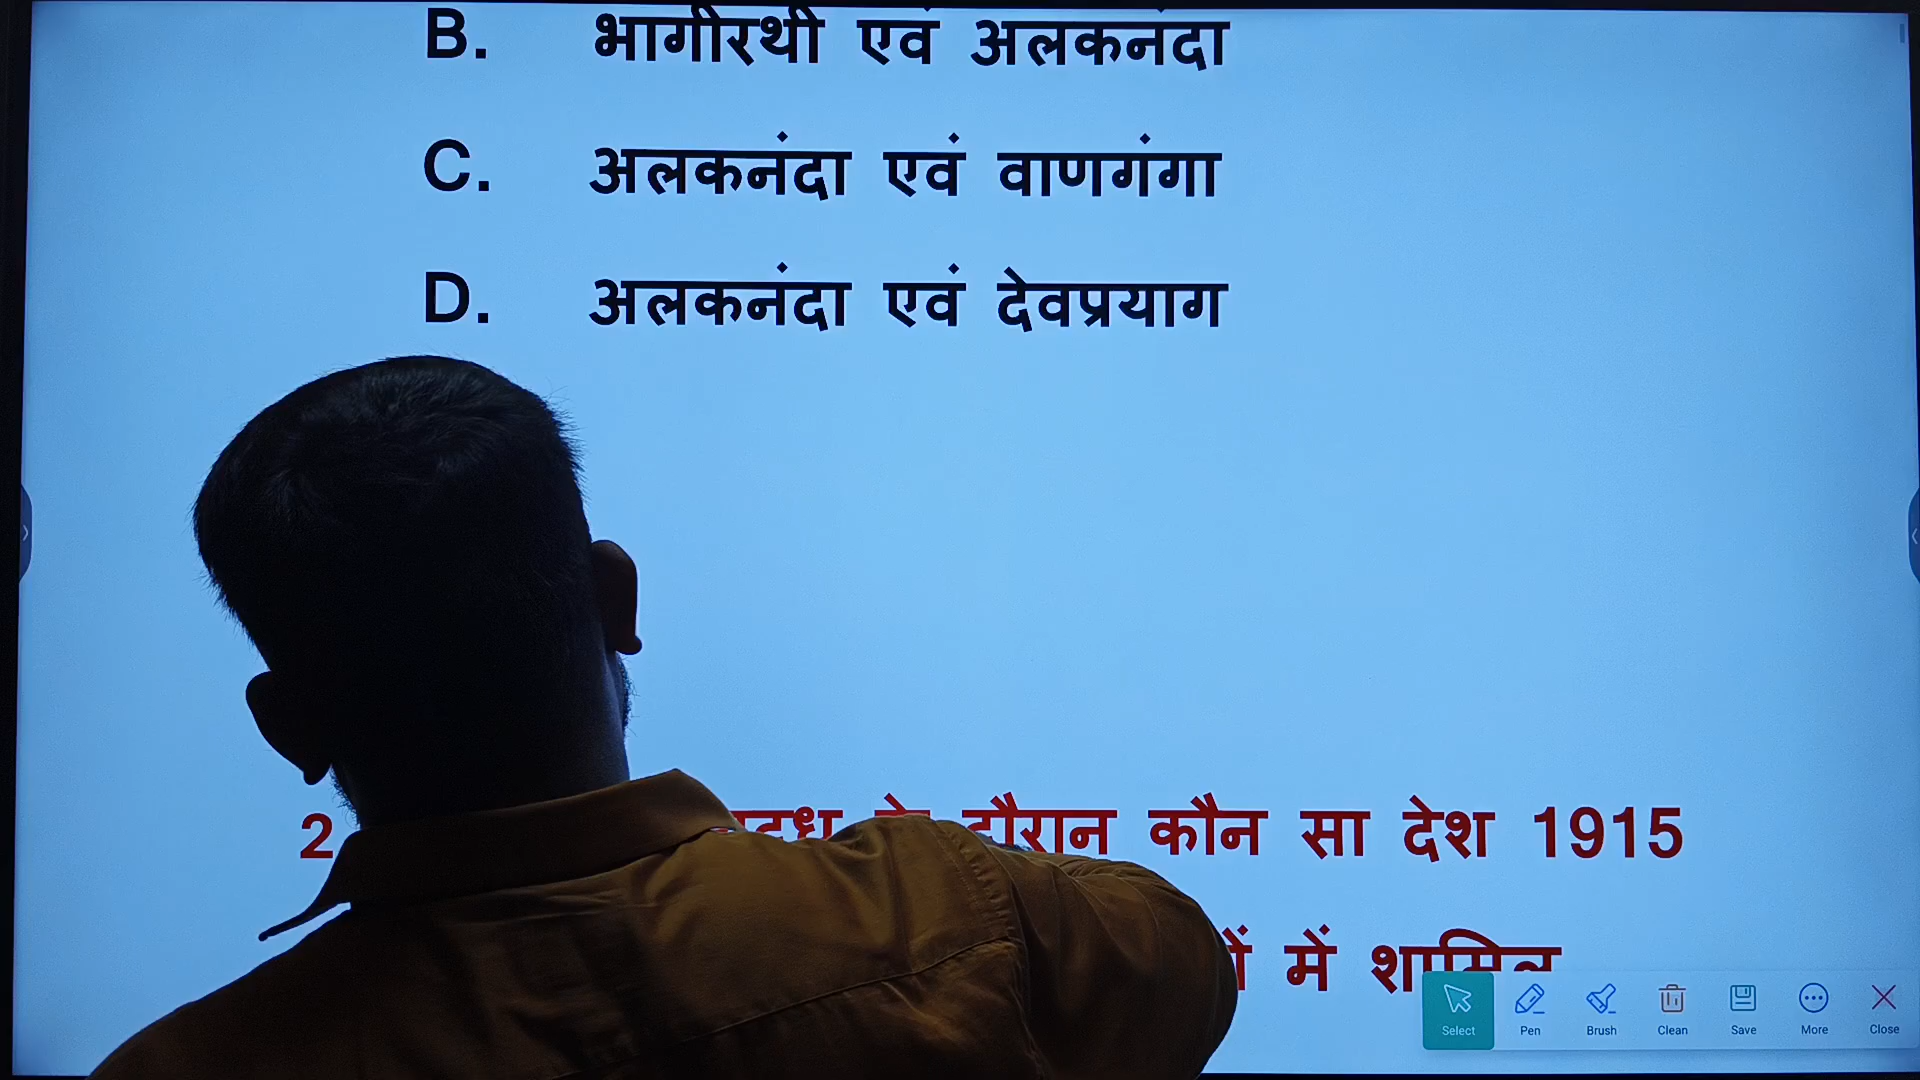 B. भागीरथी एवं अलकनंदा
C. अलकनंदा एवं वाणगंगा
D. अलकनंदा एवं देवप्रयाग
2 दौरान कौन सा देश 1915
में शामिल
Select Pen Brush Clean Save More Close